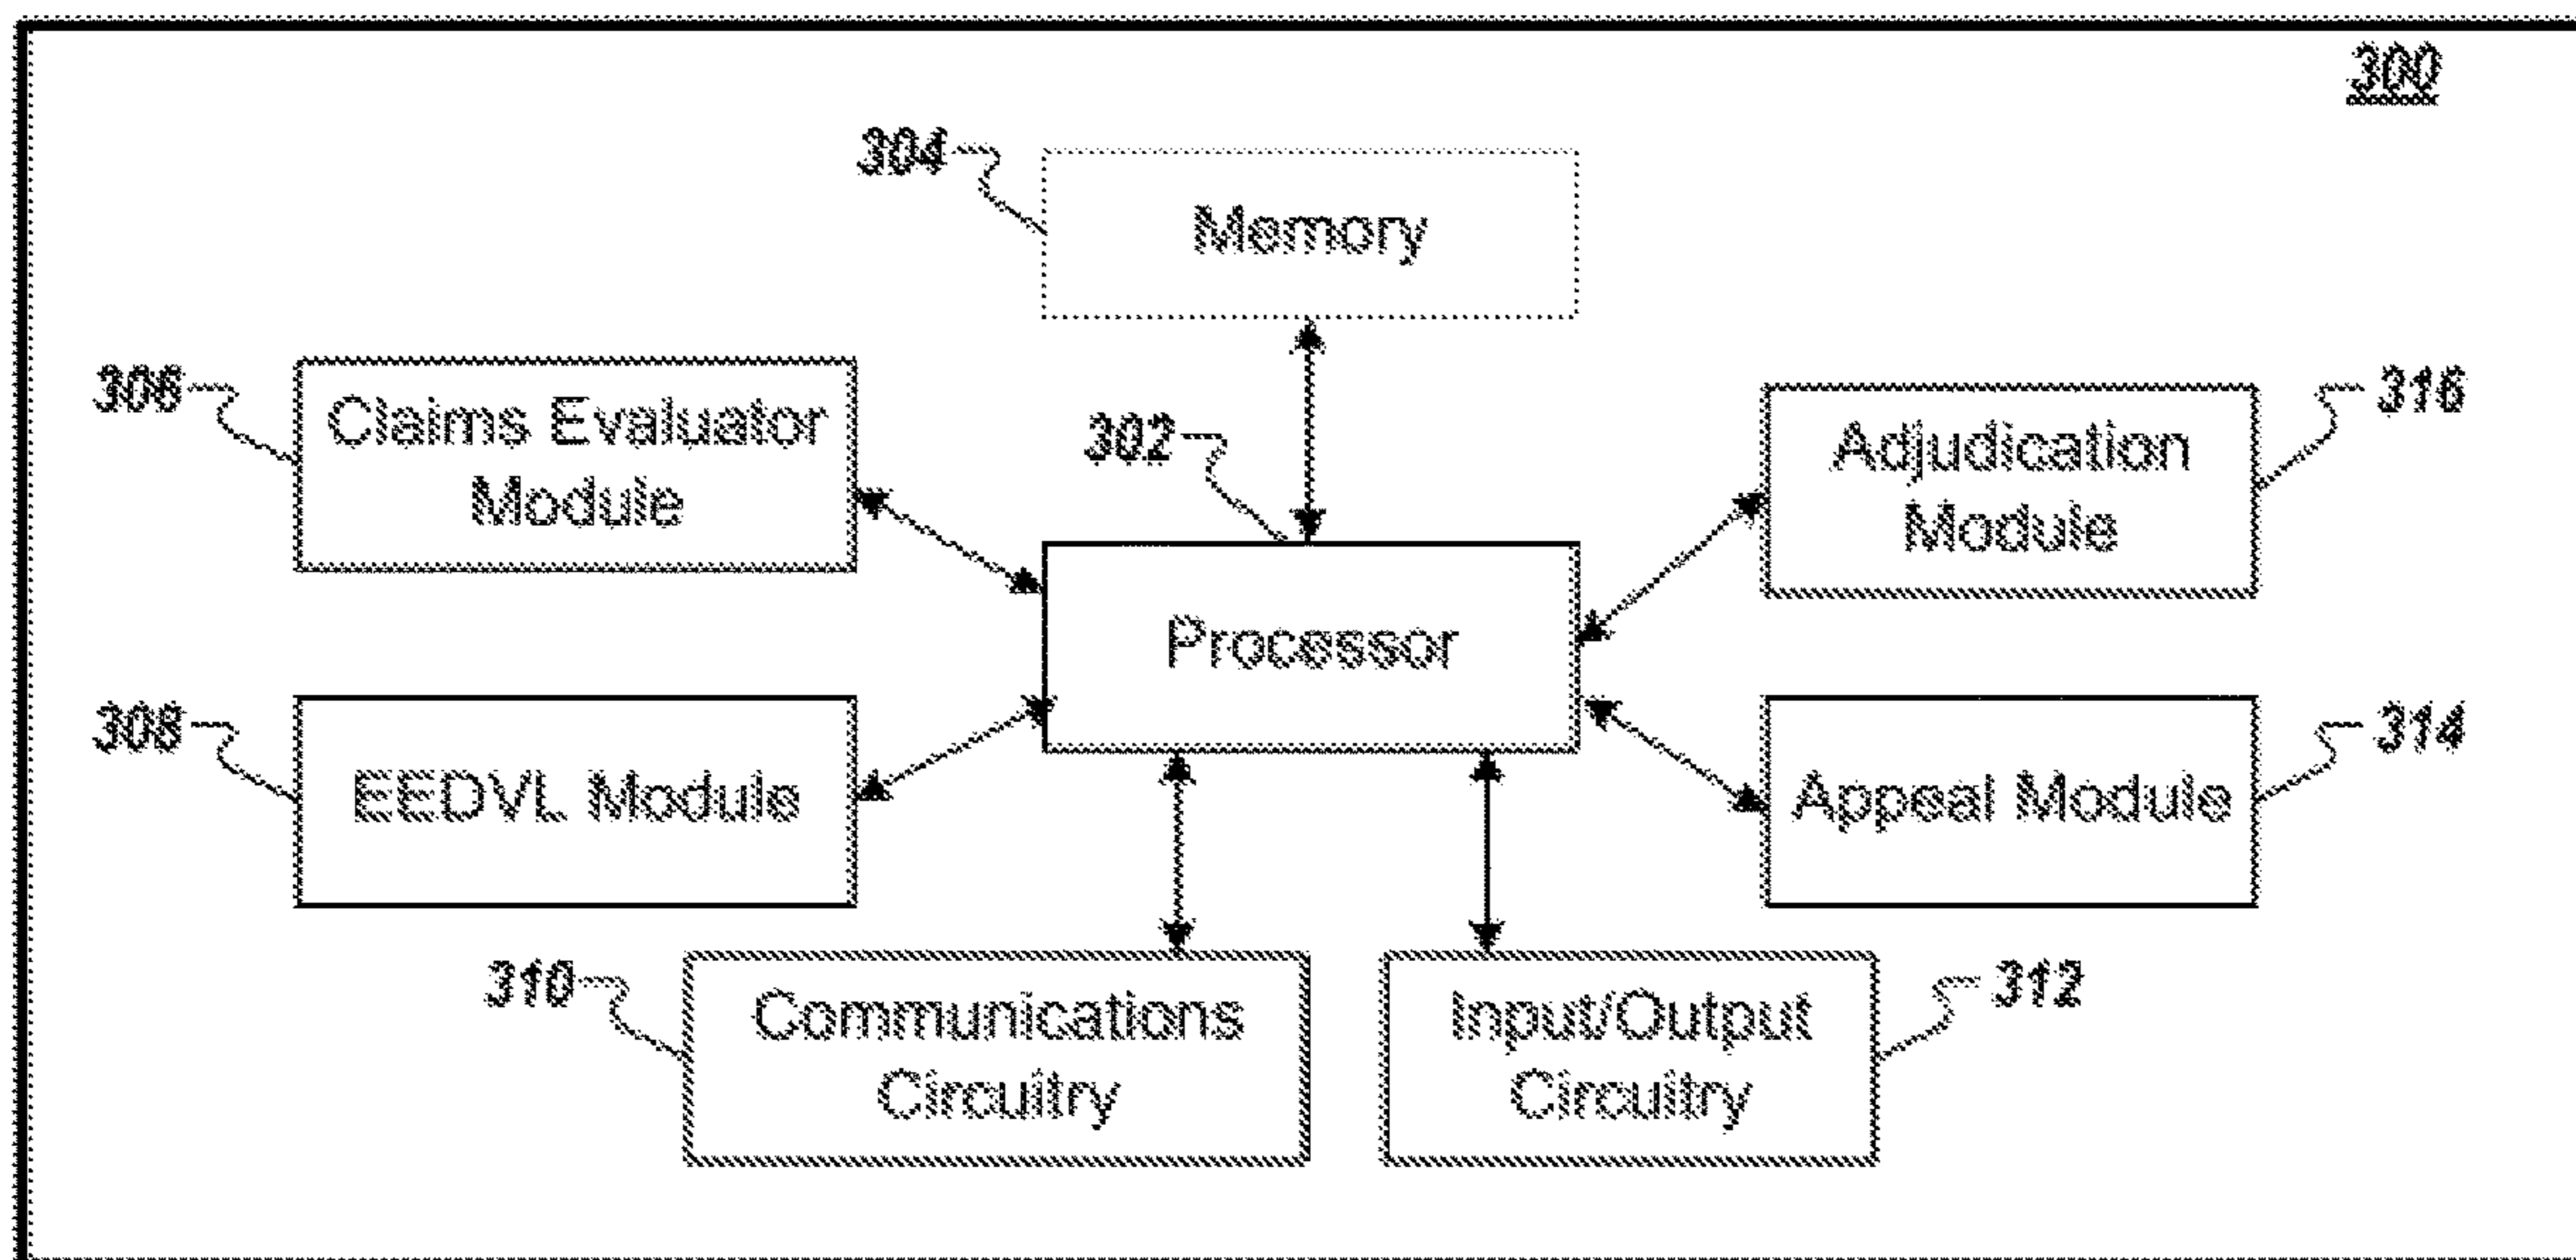 300
304
Memory
306
Claims Evaluator
Module
302
316
Adjudication
Module
Processor
308
EEDVL Module
314
Appeal Module
310
Communications
Circuitry
Input/Output
Circuitry
312